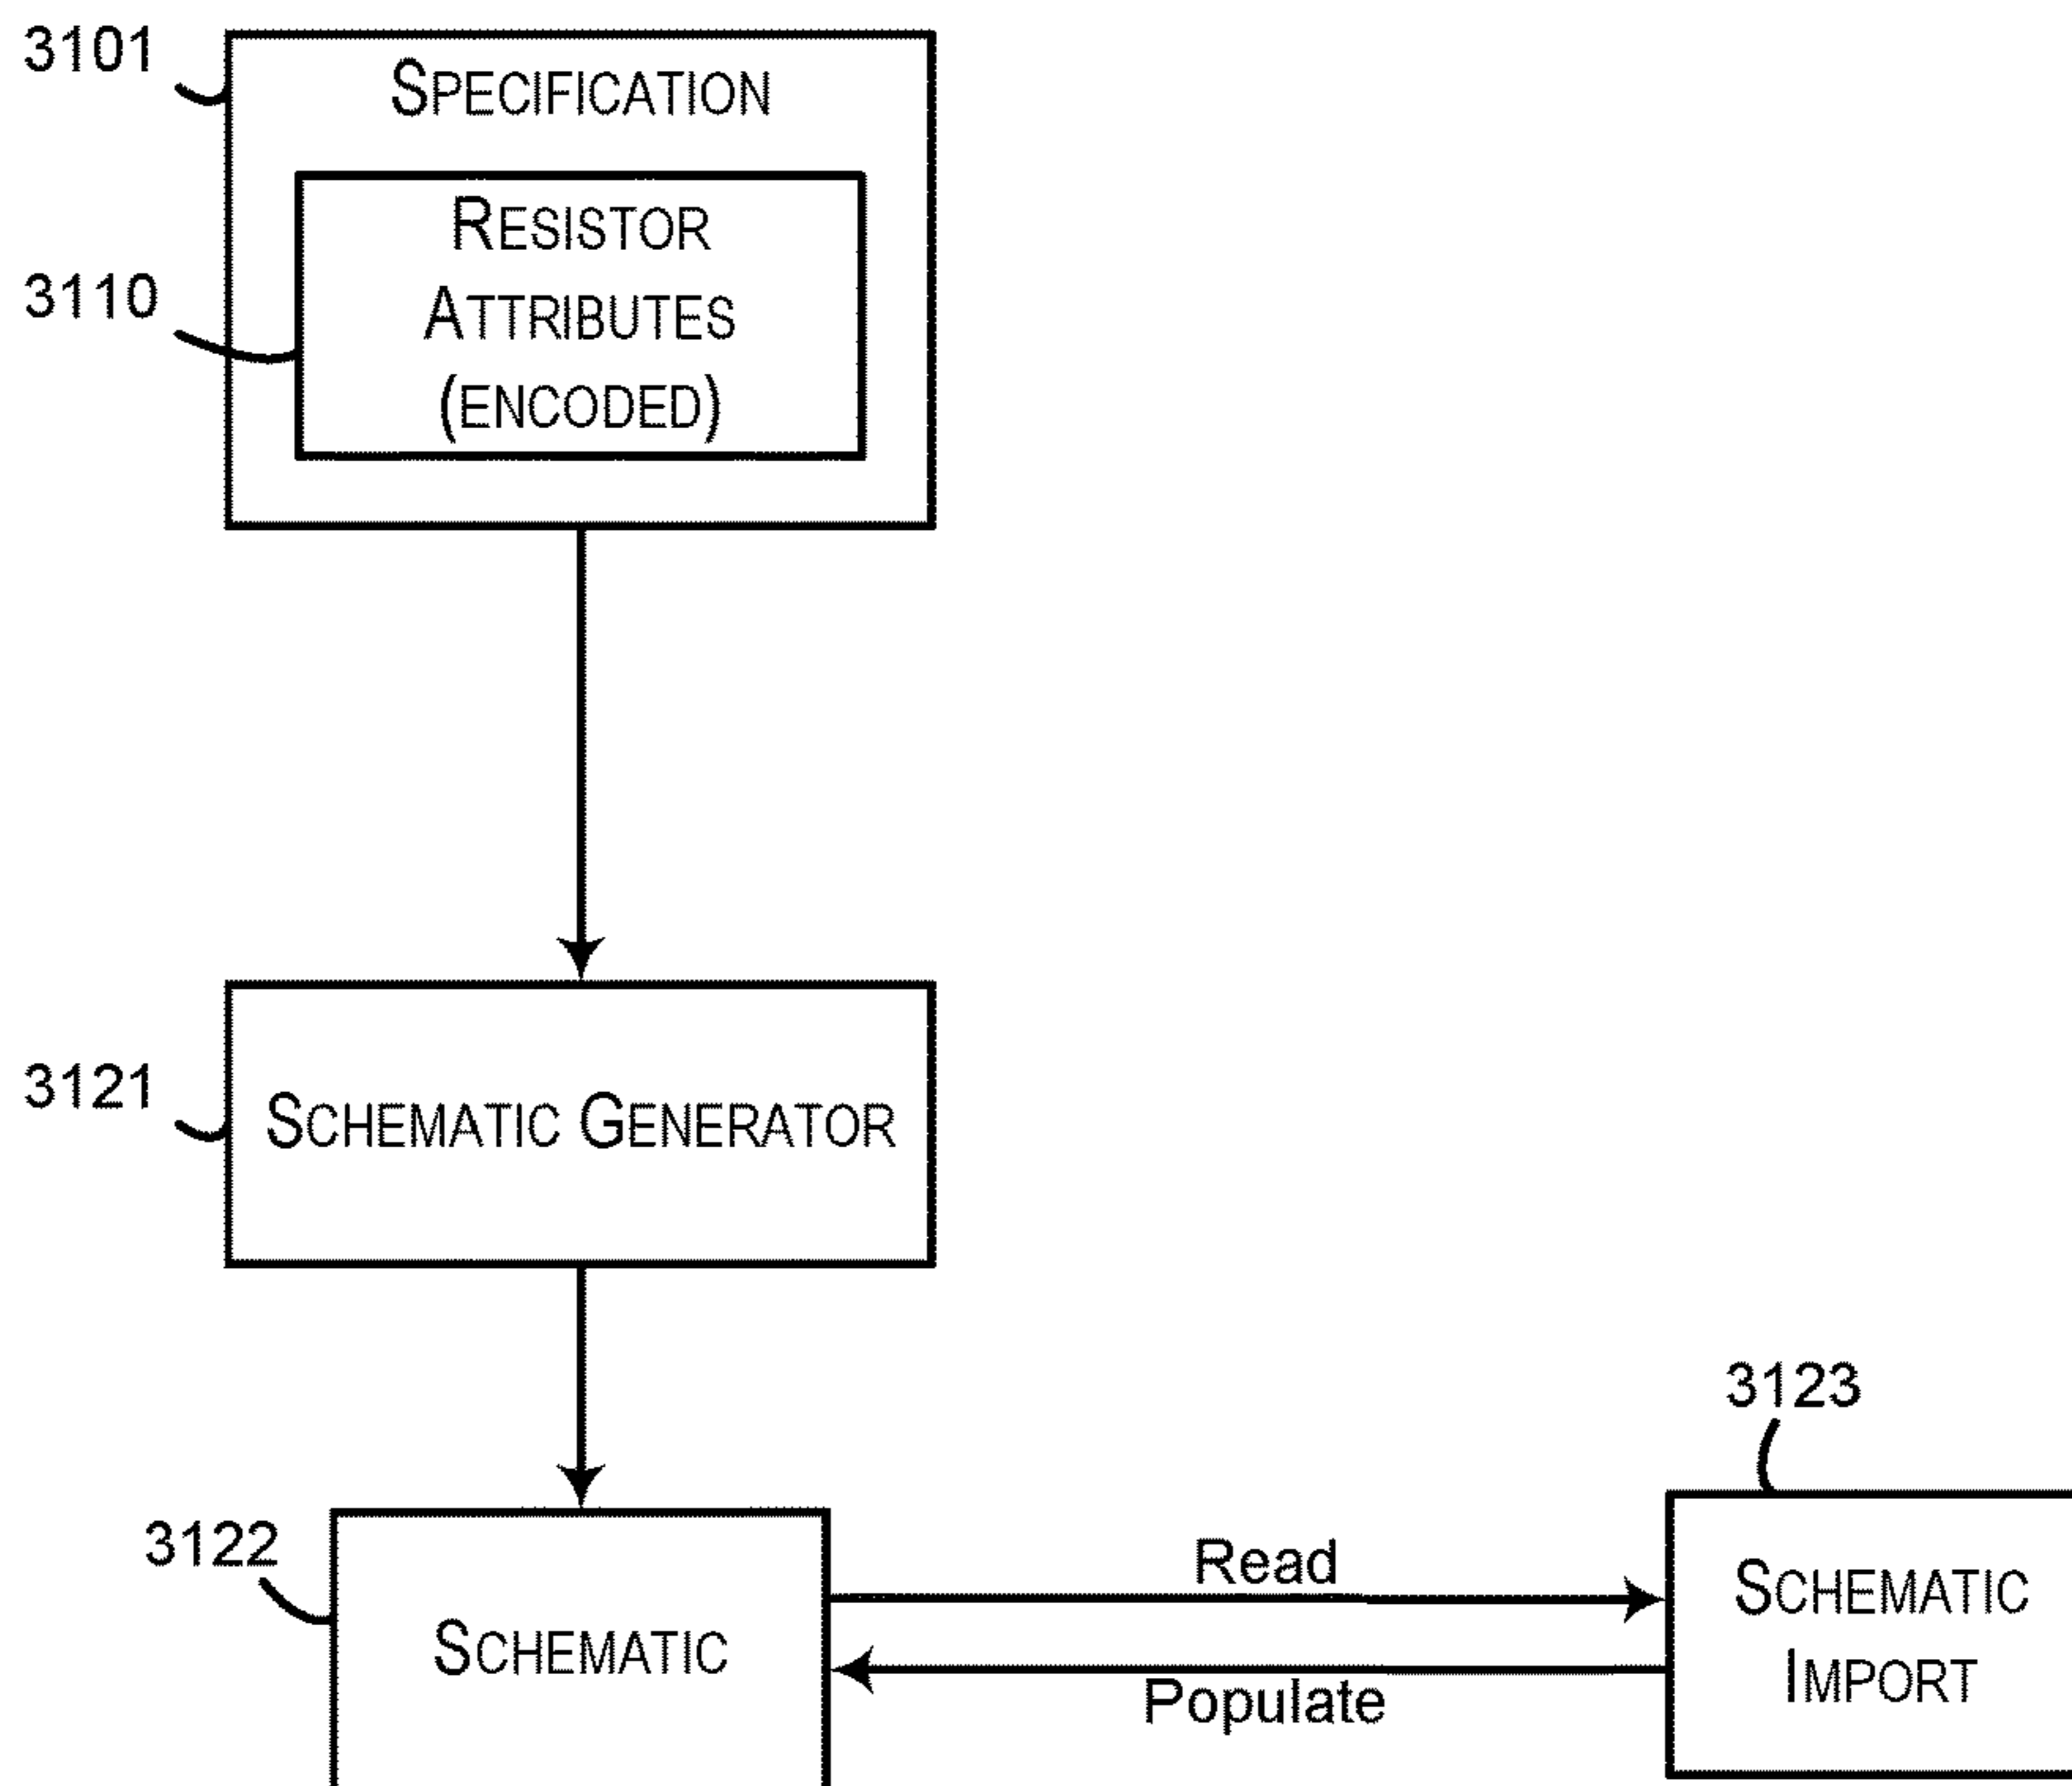 3101
SPECIFICATION
RESISTOR
3110
ATTRIBUTES
(ENCODED)
3121
SCHEMATIC GENERATOR
3123
3122
Read
SCHEMATIC
IMPORT
SCHEMATIC
Populate